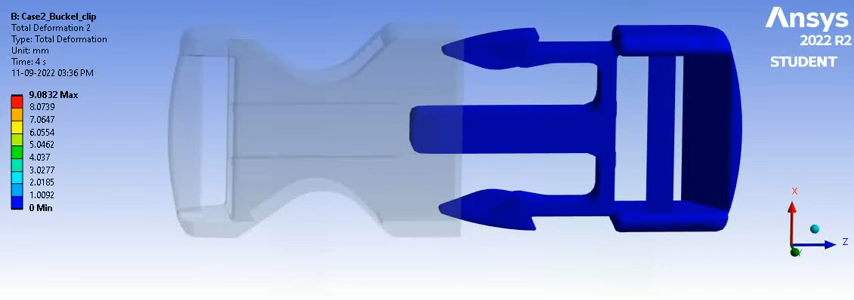 B: Case2_Buckel_clip
Total Deformation 2
Type: Total Deformation
Unit: mm
Time: 4 s
11-09-2022 03:36 PM
9.0832 Max
8.0739
7.0647
6.0554
5.0462
4.037
3.0277
2.0185
1.0092
0 Min
Ansys
2022 R2
STUDENT
X
Z
Y